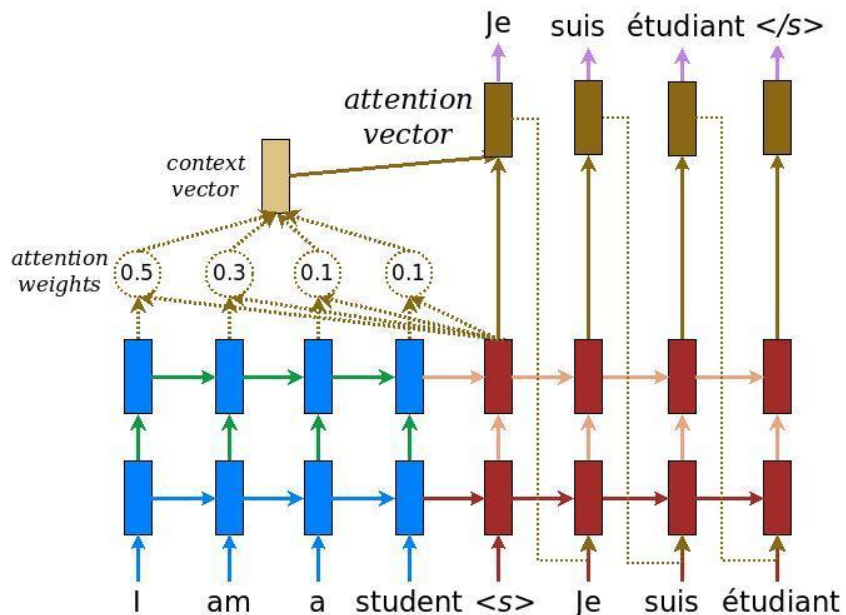 Je suis étudiant </s>
attention
vector
context
vector
attention
weights
0.5 0.3 0.1 0.1
I am a student <s> Je suis étudiant